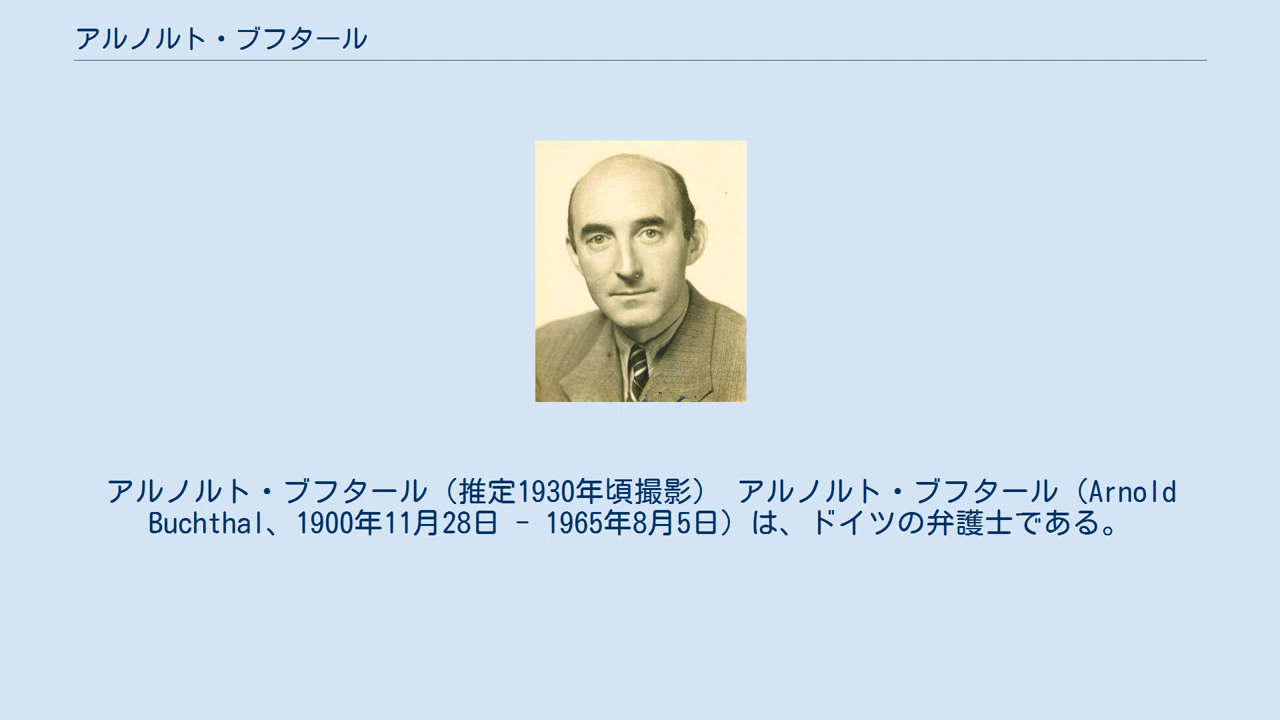 アルノルト・ブフタール
アルノルト・ブフタール（推定1930年頃撮影） アルノルト・ブフタール（Arnold
Buchthal、1900年11月28日 - 1965年8月5日）は、ドイツの弁護士である。